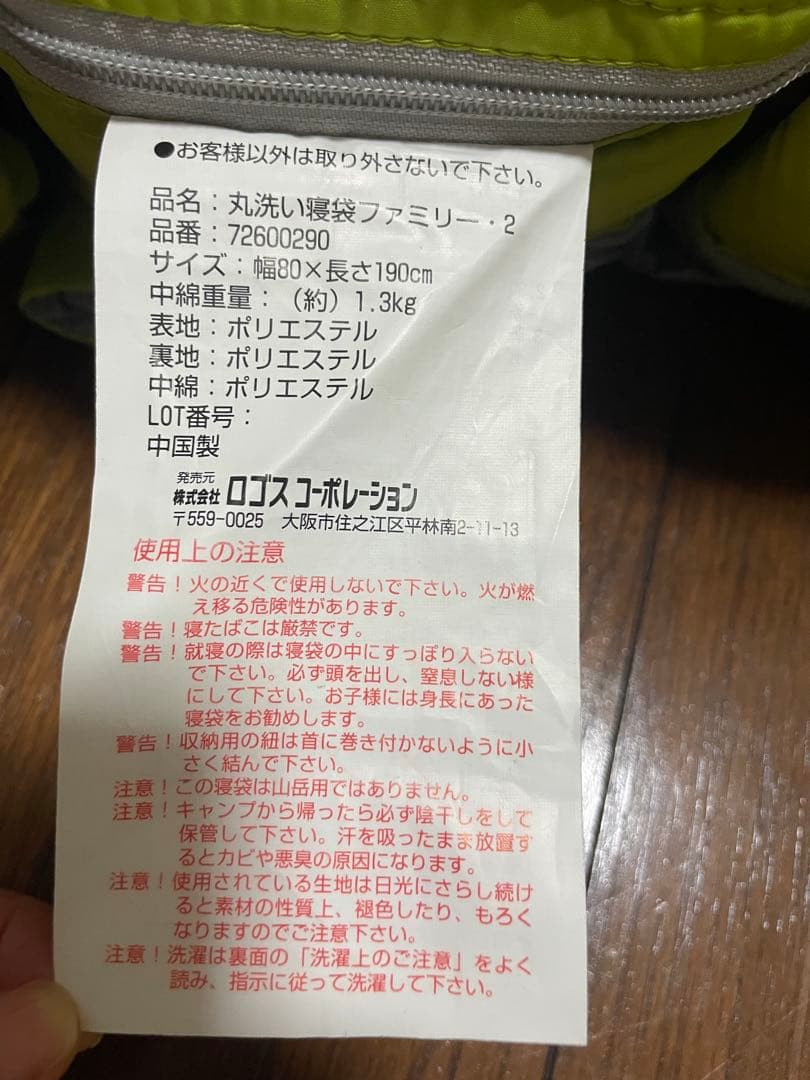 ●お客様以外は取り外さないで下さい。
品名：丸洗い寝袋ファミリー・2
品番：72600290
サイズ：幅80×長さ190cm
中綿重量：（約）1.3kg
表地：ポリエステル
裏地：ポリエステル
中綿：ポリエステル
LOT番号：
中国製
発売元
株式会社 ロゴス コーポレーション
〒559-0025 大阪市住之江区平林南2-11-13
使用上の注意
警告！火の近くで使用しないで下さい。火が燃
え移る危険性があります。
警告！寝たばこは厳禁です。
警告！就寝の際は寝袋の中にすっぽり入らない
で下さい。必ず頭を出し、窒息しない様
にして下さい。お子様には身長にあった
寝袋をお勧めします。
警告！収納用の紐は首に巻き付かないように小
さく結んで下さい。
注意！この寝袋は山岳用ではありません。
注意！キャンプから帰ったら必ず陰干しをして
保管して下さい。汗を吸ったまま放置す
るとカビや悪臭の原因になります。
注意！使用されている生地は日光にさらし続け
ると素材の性質上、褪色したり、もろく
なりますのでご注意下さい。
注意！洗濯は裏面の「洗濯上のご注意」をよく
読み、指示に従って洗濯して下さい。